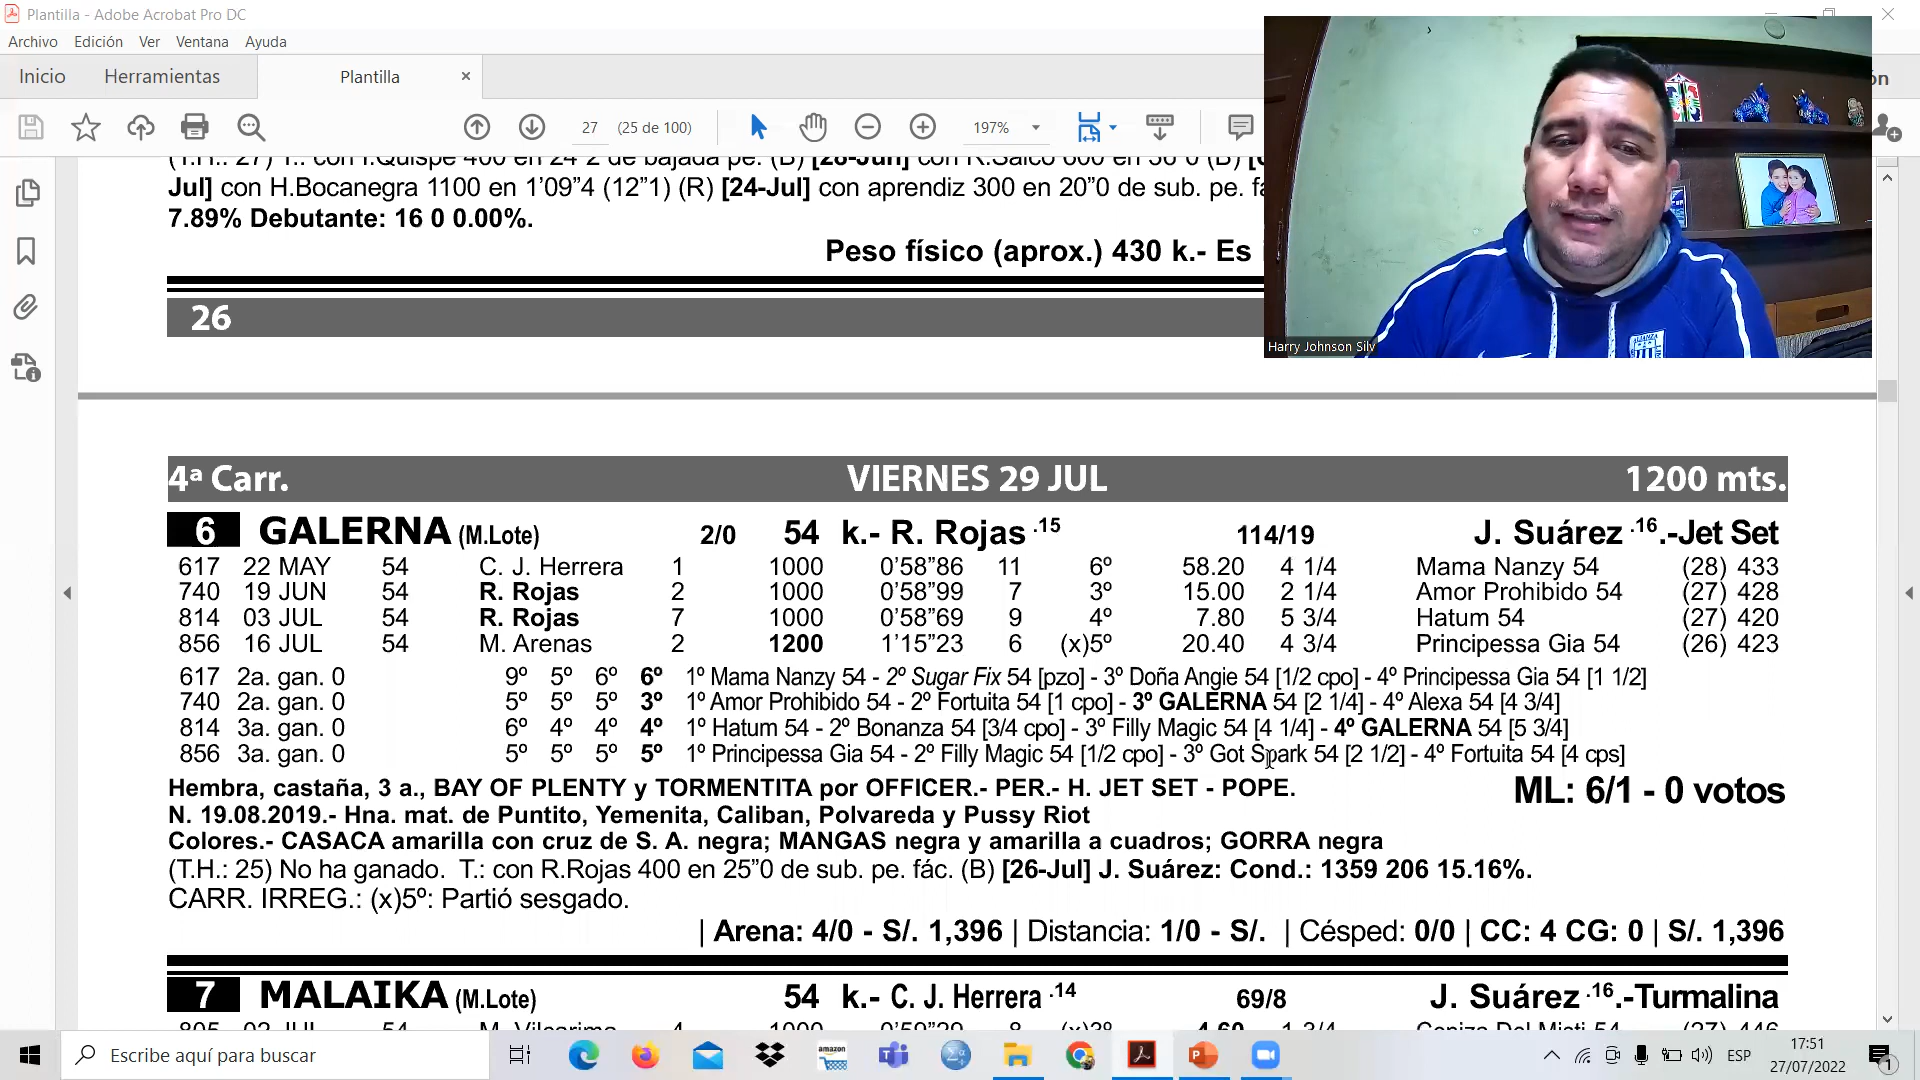 Plantilla - Adobe Acrobat Pro DC
Archivo Edición Ver Ventana Ayuda
Inicio Herramientas Plantilla ×
27 (25 de 100) 197%
con R.Salco 600 en 36"0 (B)
Jul] con H.Bocanegra 1100 en 1'09"4 (12"1) (R) [24-Jul] con aprendiz 300 en 20"0 de sub. pe.
7.89% Debutante: 16 0 0.00%.
Peso físico (aprox.) 430 k.- Es
26
Harry Johnson Silv
4ª Carr. VIERNES 29 JUL 1200 mts.
6 GALERNA (M.Lote) 2/0 54 k.- R. Rojas .15 114/19 J. Suárez .16.-Jet Set
617 22 MAY 54 C. J. Herrera 1 1000 0'58"86 11 6º 58.20 4 1/4 Mama Nanzy 54 (28) 433
740 19 JUN 54 R. Rojas 2 1000 0'58"99 7 3º 15.00 2 1/4 Amor Prohibido 54 (27) 428
814 03 JUL 54 R. Rojas 7 1000 0'58"69 9 4º 7.80 5 3/4 Hatum 54 (27) 420
856 16 JUL 54 M. Arenas 2 1200 1'15"23 6 (x)5º 20.40 4 3/4 Principessa Gia 54 (26) 423
617 2a. gan. 0 9º 5º 6º 6º 1º Mama Nanzy 54 - 2º Sugar Fix 54 [pzo] - 3º Doña Angie 54 [1/2 cpo] - 4º Principessa Gia 54 [1 1/2]
740 2a. gan. 0 5º 5º 5º 3º 1º Amor Prohibido 54 - 2º Fortuita 54 [1 cpo] - 3º GALERNA 54 [2 1/4] - 4º Alexa 54 [4 3/4]
814 3a. gan. 0 6º 4º 4º 4º 1º Hatum 54 - 2º Bonanza 54 [3/4 cpo] - 3º Filly Magic 54 [4 1/4] - 4º GALERNA 54 [5 3/4]
856 3a. gan. 0 5º 5º 5º 5º 1º Principessa Gia 54 - 2º Filly Magic 54 [1/2 cpo] - 3º Got Spark 54 [2 1/2] - 4º Fortuita 54 [4 cps]
Hembra, castaña, 3 a., BAY OF PLENTY y TORMENTITA por OFFICER.- PER.- H. JET SET - POPE. ML: 6/1 - 0 votos
N. 19.08.2019.- Hna. mat. de Puntito, Yemenita, Caliban, Polvareda y Pussy Riot
Colores.- CASACA amarilla con cruz de S. A. negra; MANGAS negra y amarilla a cuadros; GORRA negra
(T.H.: 25) No ha ganado. T.: con R.Rojas 400 en 25"0 de sub. pe. fác. (B) [26-Jul] J. Suárez: Cond.: 1359 206 15.16%.
CARR. IRREG.: (x)5º: Partió sesgado.
| Arena: 4/0 - S/. 1,396 | Distancia: 1/0 - S/. | Césped: 0/0 | CC: 4 CG: 0 | S/. 1,396
7 MALAIKA (M.Lote) 54 k.- C. J. Herrera .14 69/8 J. Suárez .16.-Turmalina
Escribe aquí para buscar
amazon
ESP
17:51
27/07/2022
1